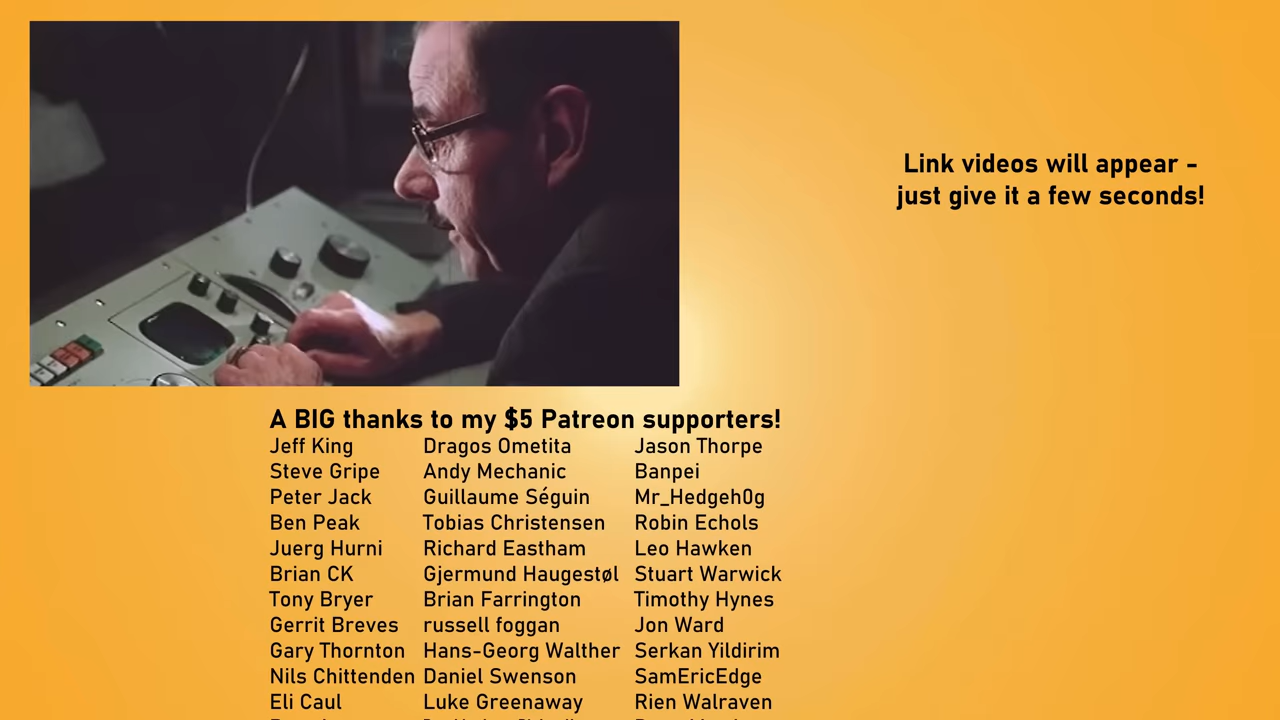 Link videos will appear -
just give it a few seconds!
A BIG thanks to my $5 Patreon supporters!
Jeff King Dragos Ometita Jason Thorpe
Steve Gripe Andy Mechanic Banpei
Peter Jack Guillaume Séguin Mr_Hedgeh0g
Ben Peak Tobias Christensen Robin Echols
Juerg Hurni Richard Eastham Leo Hawken
Brian CK Gjermund Haugestøl Stuart Warwick
Tony Bryer Brian Farrington Timothy Hynes
Gerrit Breves russell foggan Jon Ward
Gary Thornton Hans-Georg Walther Serkan Yildirim
Nils Chittenden Daniel Swenson SamEricEdge
Eli Caul Luke Greenaway Rien Walraven